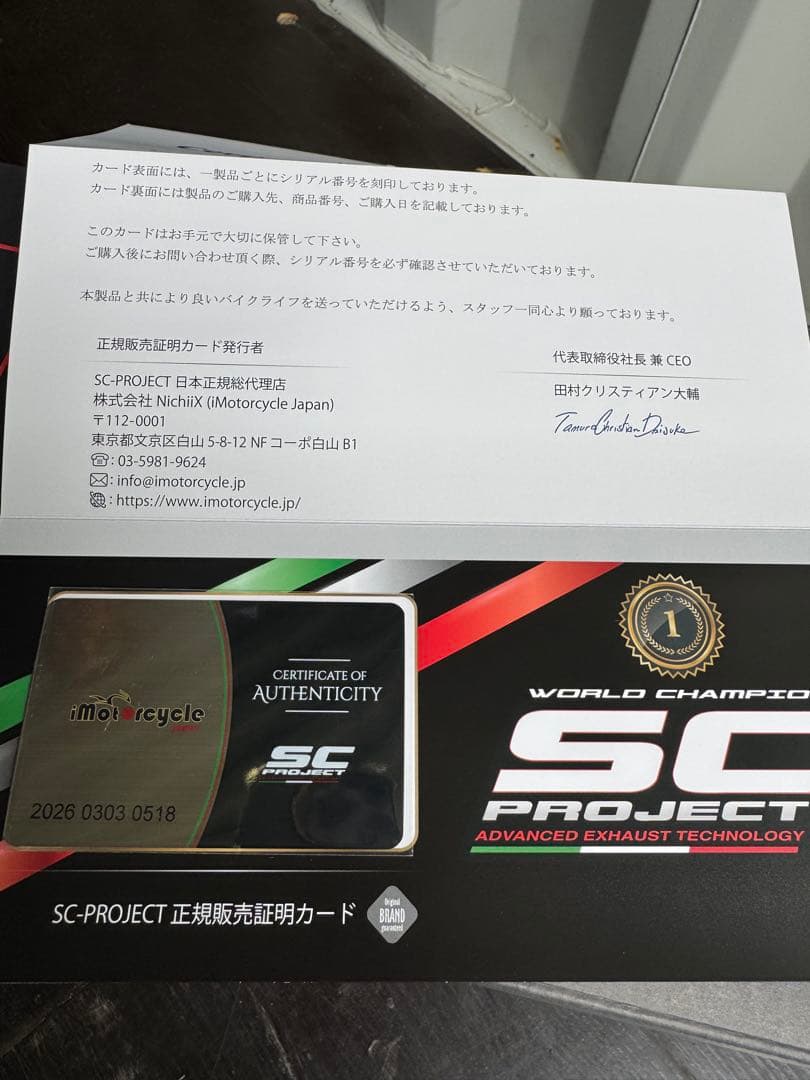 カード表面には、一製品ごとにシリアル番号を刻印しております。
カード裏面には製品のご購入先、商品番号、ご購入日を記載しております。
このカードはお手元で大切に保管して下さい。
ご購入後にお問い合わせ頂く際、シリアル番号を必ず確認させていただいております。
本製品と共により良いバイクライフを送っていただけるよう、スタッフ一同心より願っております。
正規販売証明カード発行者
SC-PROJECT 日本正規総代理店
株式会社 NichiiX (iMotorcycle Japan)
〒112-0001
東京都文京区白山 5-8-12 NF コーポ白山 B1
: 03-5981-9624
: info@imotorcycle.jp
: https://www.imotorcycle.jp/
代表取締役社長 兼 CEO
田村クリスティアン大輔
Tamura Christian Daisuke
iMotorcycle
Japan
CERTIFICATE OF
AUTHENTICITY
SC
PROJECT
2026 0303 0518
SC-PROJECT 正規販売証明カード
Original
BRAND
guaranteed
1
WORLD CHAMPIO
SC
PROJECT
ADVANCED EXHAUST TECHNOLOGY